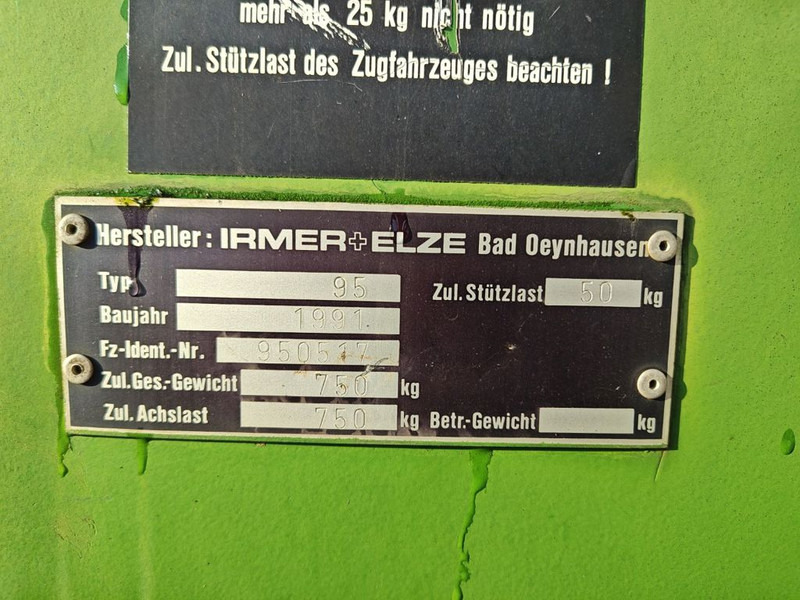 mehr als 25 kg nicht nötig
Zul. Stützlast des Zugfahrzeuges beachten !
Hersteller: IRMER+ELZE Bad Oeynhausen
Typ 95 Zul. Stützlast 50 kg
Baujahr 1991
Fz-Ident.-Nr. 950517
Zul.Ges.-Gewicht 750 kg
Zul. Achslast 750 kg Betr.-Gewicht kg